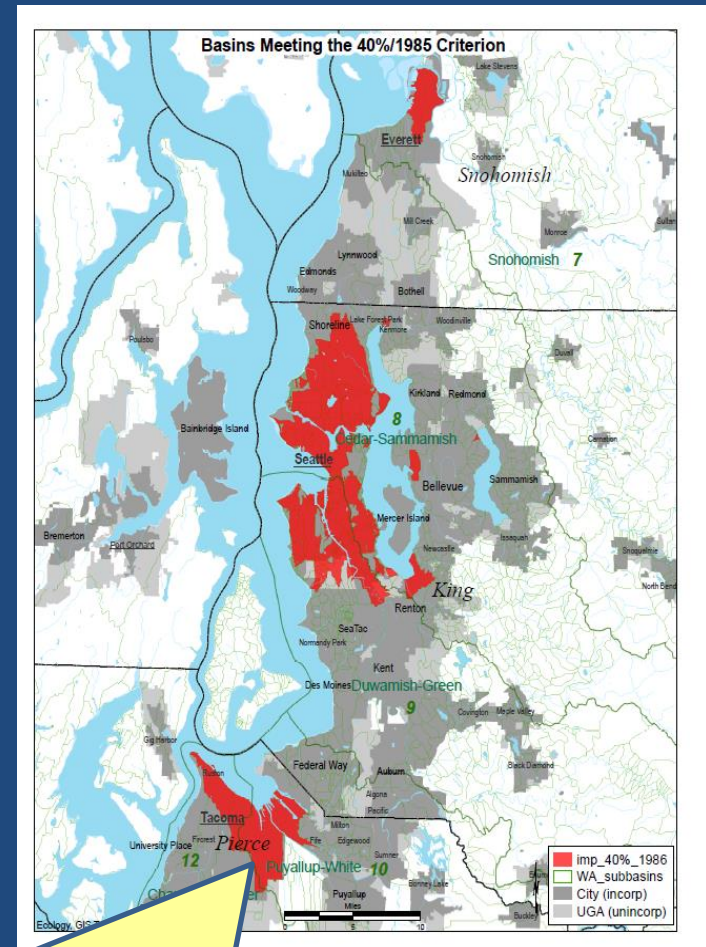 Basins Meeting the 40%/1985 Criterion
Lake Stevens
Everett
Snohomish
Snohomish
Mukilteo
Mill Creek
Monroe
Sultan
Lynnwood
Snohomish 7
Edmonds
Woodway
Bothell
Shoreline
Lake Forest Park
Kenmore
Woodinville
Poulsbo
Duvall
Kirkland
Redmond
Bainbridge Island
8
Cedar-Sammamish
Carnation
Seattle
Bellevue
Sammamish
Mercer Island
Bremerton
Port Orchard
Newcastle
Issaquah
Snoqualmie
North Bend
King
Renton
SeaTac
Normandy Park
Kent
Des Moines
Duwamish-Green
9
Covington
Maple Valley
Gig Harbor
Black Diamond
Federal Way
Auburn
Ruston
Algona
Pacific
Tacoma
Milton
University Place
Fircrest
Pierce
Fife
Edgewood
12
Sumner
Puyallup-White 10
Bonney Lake
Puyallup
Buckley
Miles
0 5 10
imp_40%_1986
WA_subbasins
City (incorp)
UGA (unincorp)
Ecology, GIS